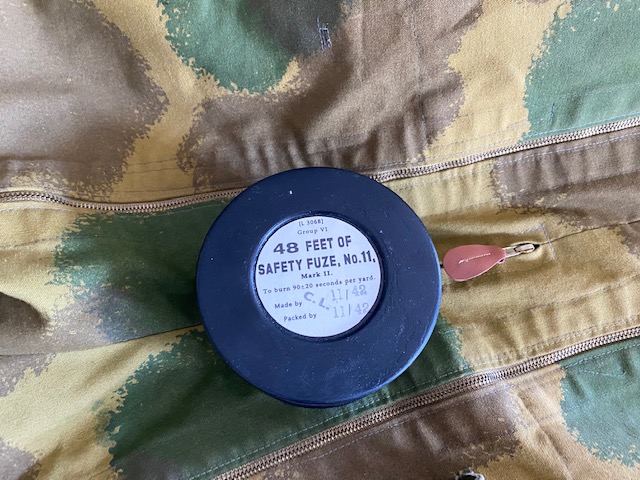 [L 3068]
Group VI
48 FEET OF
SAFETY FUZE, No.11,
Mark II.
To burn 90±20 seconds per yard.
Made by C.L. 11/42
Packed by 11/42